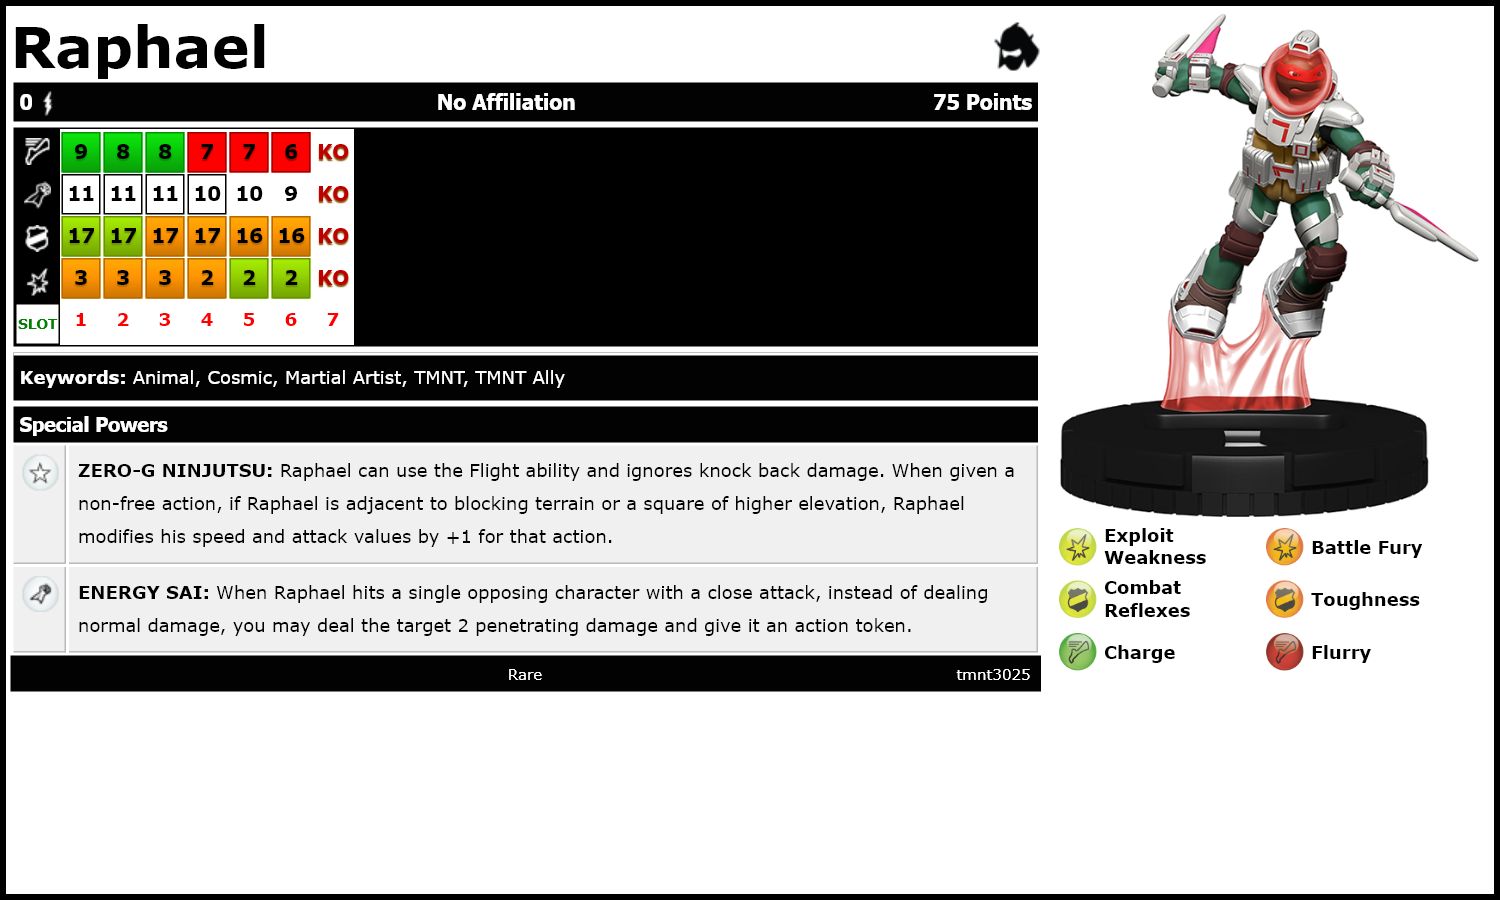 Raphael
0 No Affiliation 75 Points
9 8 8 7 7 6 KO
11 11 11 10 10 9 KO
17 17 17 17 16 16 KO
3 3 3 2 2 2 KO
SLOT 1 2 3 4 5 6 7
Keywords: Animal, Cosmic, Martial Artist, TMNT, TMNT Ally
Special Powers
ZERO-G NINJUTSU: Raphael can use the Flight ability and ignores knock back damage. When given a
non-free action, if Raphael is adjacent to blocking terrain or a square of higher elevation, Raphael
modifies his speed and attack values by +1 for that action.
ENERGY SAI: When Raphael hits a single opposing character with a close attack, instead of dealing
normal damage, you may deal the target 2 penetrating damage and give it an action token.
Rare tmnt3025
Exploit
Weakness
Battle Fury
Combat
Reflexes
Toughness
Charge
Flurry